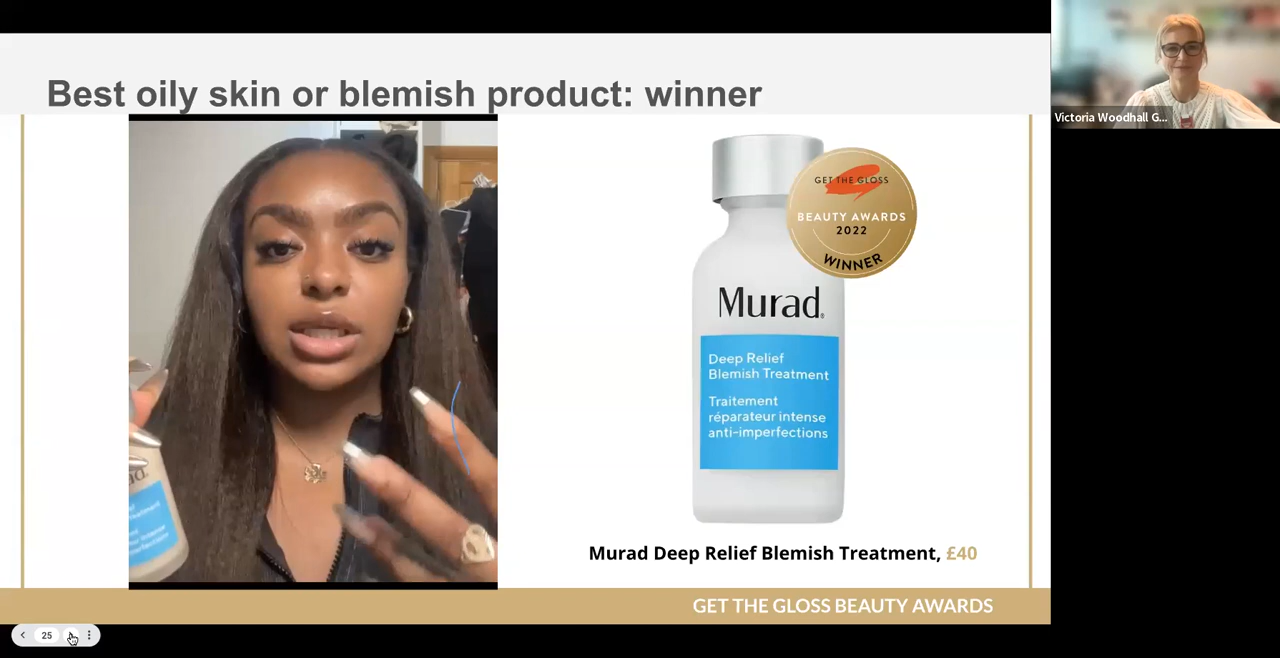 Best oily skin or blemish product: winner
Victoria Woodhall G...
GET THE GLOSS
BEAUTY AWARDS
2022
WINNER
Murad®
Deep Relief
Blemish Treatment
Traitement
réparateur intense
anti-imperfections
Murad Deep Relief Blemish Treatment, £40
GET THE GLOSS BEAUTY AWARDS
25